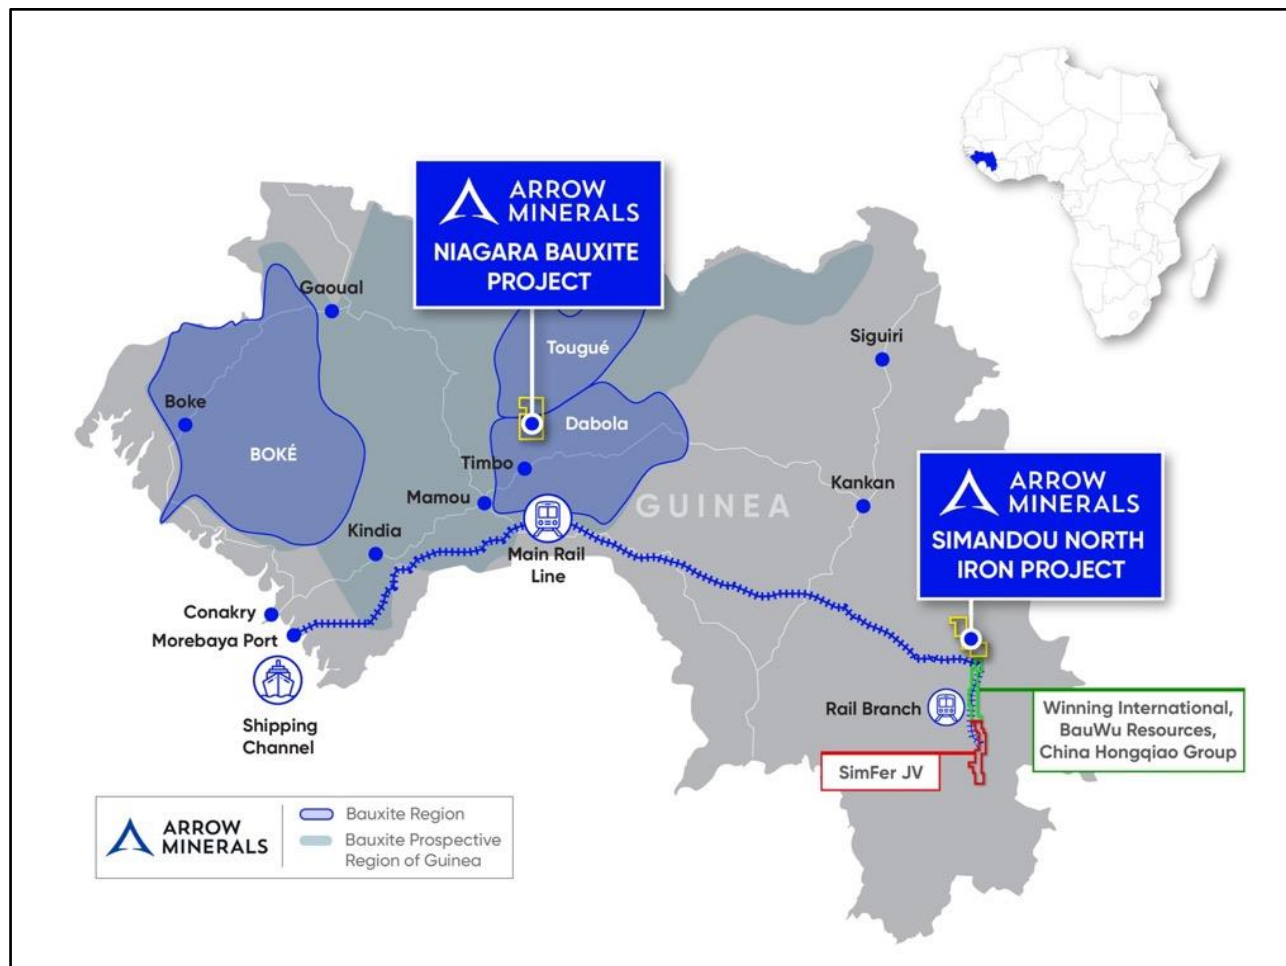 ARROW
MINERALS
NIAGARA BAUXITE
PROJECT
Gaoual
Siguiri
Tougué
Boke
Dabola
BOKÉ
Timbo
Mamou
Kankan
GUINEA
ARROW
MINERALS
SIMANDOU NORTH
IRON PROJECT
Kindia
Main Rail
Line
Conakry
Morebaya Port
Shipping
Channel
Rail Branch
Winning International,
BauWu Resources,
China Hongqiao Group
SimFer JV
ARROW
MINERALS
Bauxite Region
Bauxite Prospective
Region of Guinea